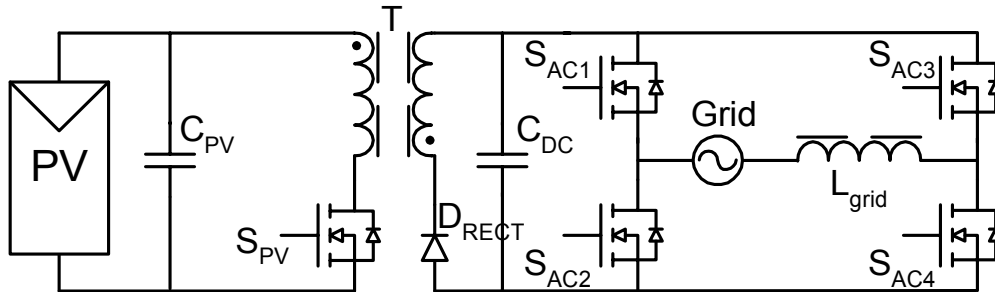 T
S_AC1
S_AC3
Grid
PV
C_PV
C_DC
L_grid
D_RECT
S_PV
S_AC2
S_AC4